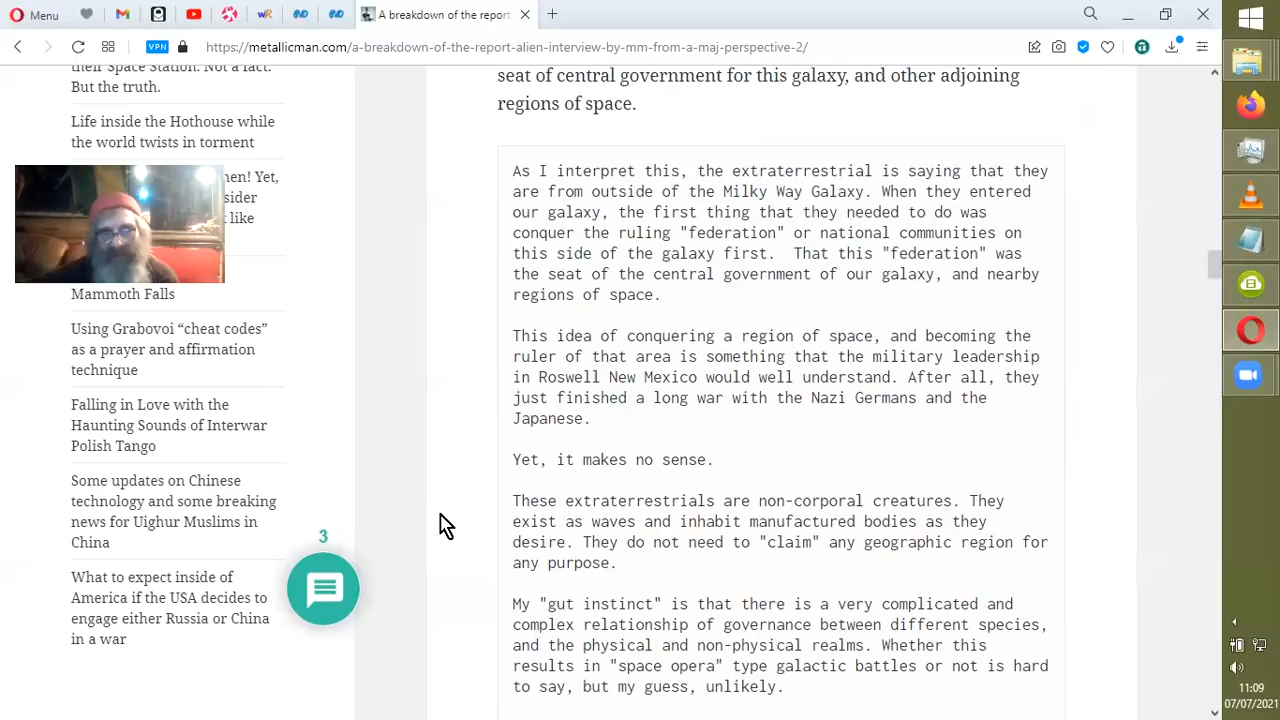 Menu
A breakdown of the report
https://metallicman.com/a-breakdown-of-the-report-alien-interview-by-mm-from-a-maj-perspective-2/
VPN
their Space Station. Not a fact.
But the truth.
Life inside the Hothouse while
the world twists in torment
hen! Yet,
sider
like
Mammoth Falls
Using Grabovoi “cheat codes”
as a prayer and affirmation
technique
Falling in Love with the
Haunting Sounds of Interwar
Polish Tango
Some updates on Chinese
technology and some breaking
news for Uighur Muslims in
China
What to expect inside of
America if the USA decides to
engage either Russia or China
in a war
3
seat of central government for this galaxy, and other adjoining
regions of space.
As I interpret this, the extraterrestrial is saying that they
are from outside of the Milky Way Galaxy. When they entered
our galaxy, the first thing that they needed to do was
conquer the ruling "federation" or national communities on
this side of the galaxy first.  That this "federation" was
the seat of the central government of our galaxy, and nearby
regions of space.
This idea of conquering a region of space, and becoming the
ruler of that area is something that the military leadership
in Roswell New Mexico would well understand. After all, they
just finished a long war with the Nazi Germans and the
Japanese.
Yet, it makes no sense.
These extraterrestrials are non-corporal creatures. They
exist as waves and inhabit manufactured bodies as they
desire. They do not need to "claim" any geographic region for
any purpose.
My "gut instinct" is that there is a very complicated and
complex relationship of governance between different species,
and the physical and non-physical realms. Whether this
results in "space opera" type galactic battles or not is hard
to say, but my guess, unlikely.
11:09
07/07/2021